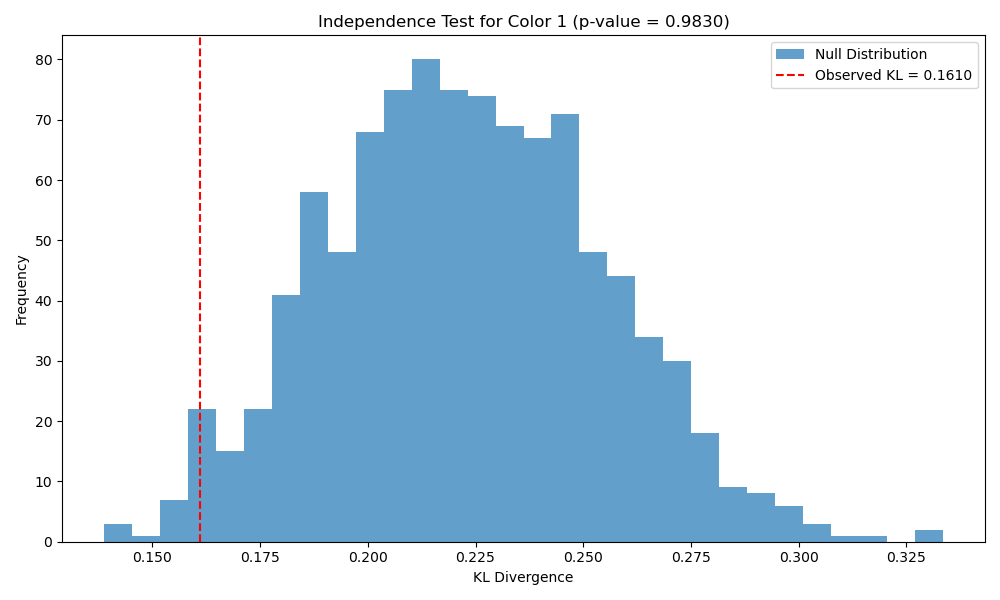 Independence Test for Color 1 (p-value = 0.9830)
Null Distribution
Observed KL = 0.1610
80
70
60
50
40
30
20
10
0
Frequency
0.150 0.175 0.200 0.225 0.250 0.275 0.300 0.325
KL Divergence